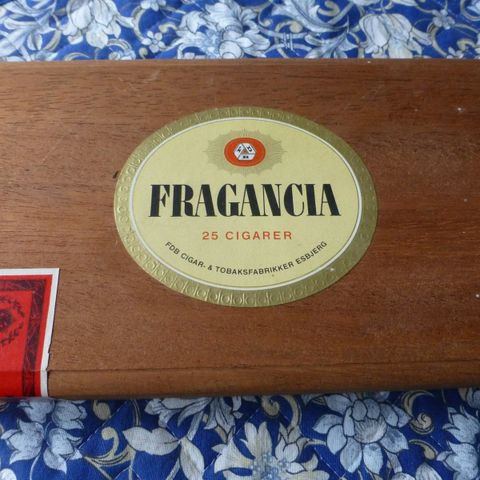 FRAGANCIA
25 CIGARER
FDB CIGAR- & TOBAKSFABRIKKER ESBJERG